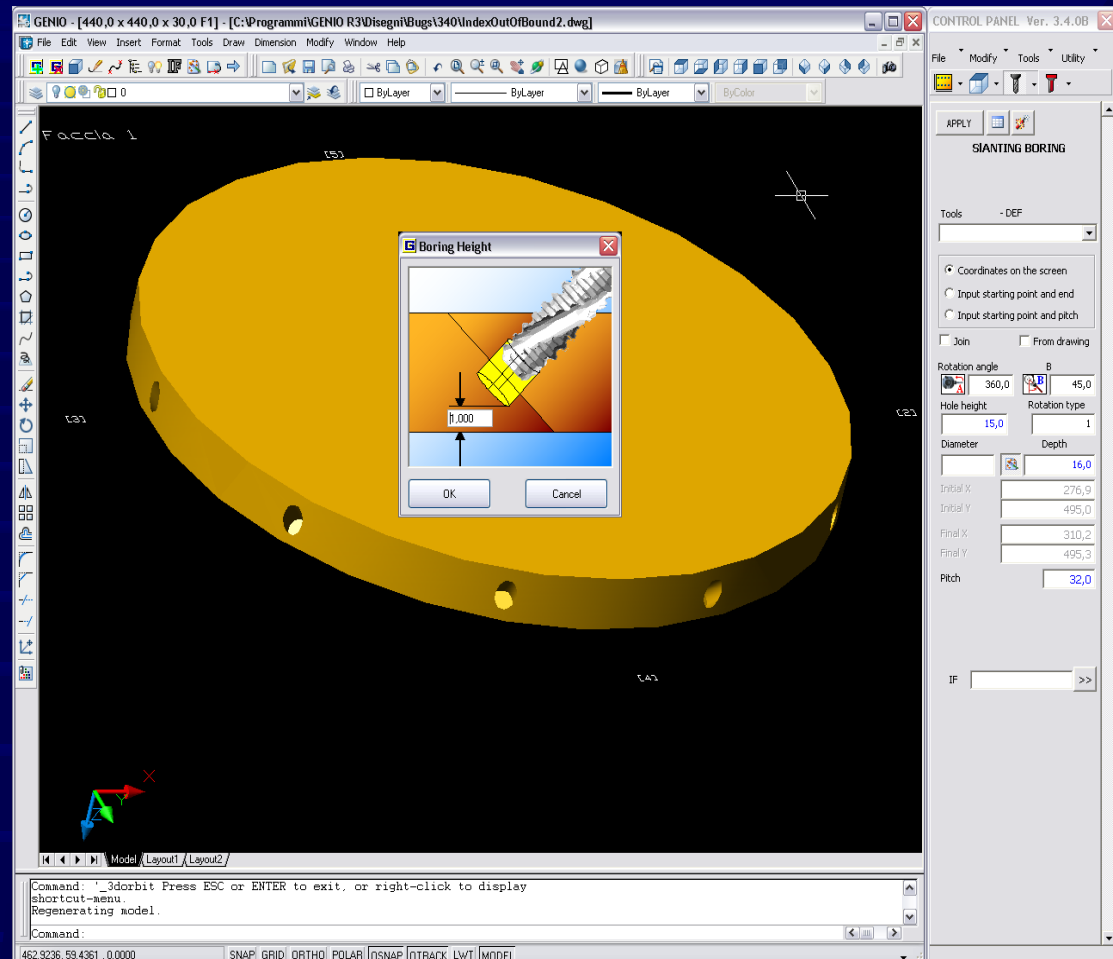 GENIO - [440,0 x 440,0 x 30,0 F1] - [C:\Programmi\GENIO R3\Disegni\Bugs\340\IndexOutOfBound2.dwg]
File Edit View Insert Format Tools Draw Dimension Modify Window Help
0 ByLayer ByLayer ByLayer ByColor
Faccia 1
[5]
[3]
[2]
[4]
Boring Height
1,000
OK Cancel
X
Y
Z
Model Layout1 Layout2
Command: '_3dorbit Press ESC or ENTER to exit, or right-click to display
shortcut-menu.
Regenerating model.
Command:
462.9236, 59.4361 , 0.0000 SNAP GRID ORTHO POLAR OSNAP OTRACK LWT MODEL
CONTROL PANEL Ver. 3.4.0B
File Modify Tools Utility
APPLY
SlANTING BORING
Tools - DEF
Coordinates on the screen
Input starting point and end
Input starting point and pitch
Join From drawing
Rotation angle B
A 360,0 B 45,0
Hole height Rotation type
15,0 1
Diameter Depth
16,0
Initial X 276,9
Initial Y 495,0
Final X 310,2
Final Y 495,3
Pitch 32,0
IF >>